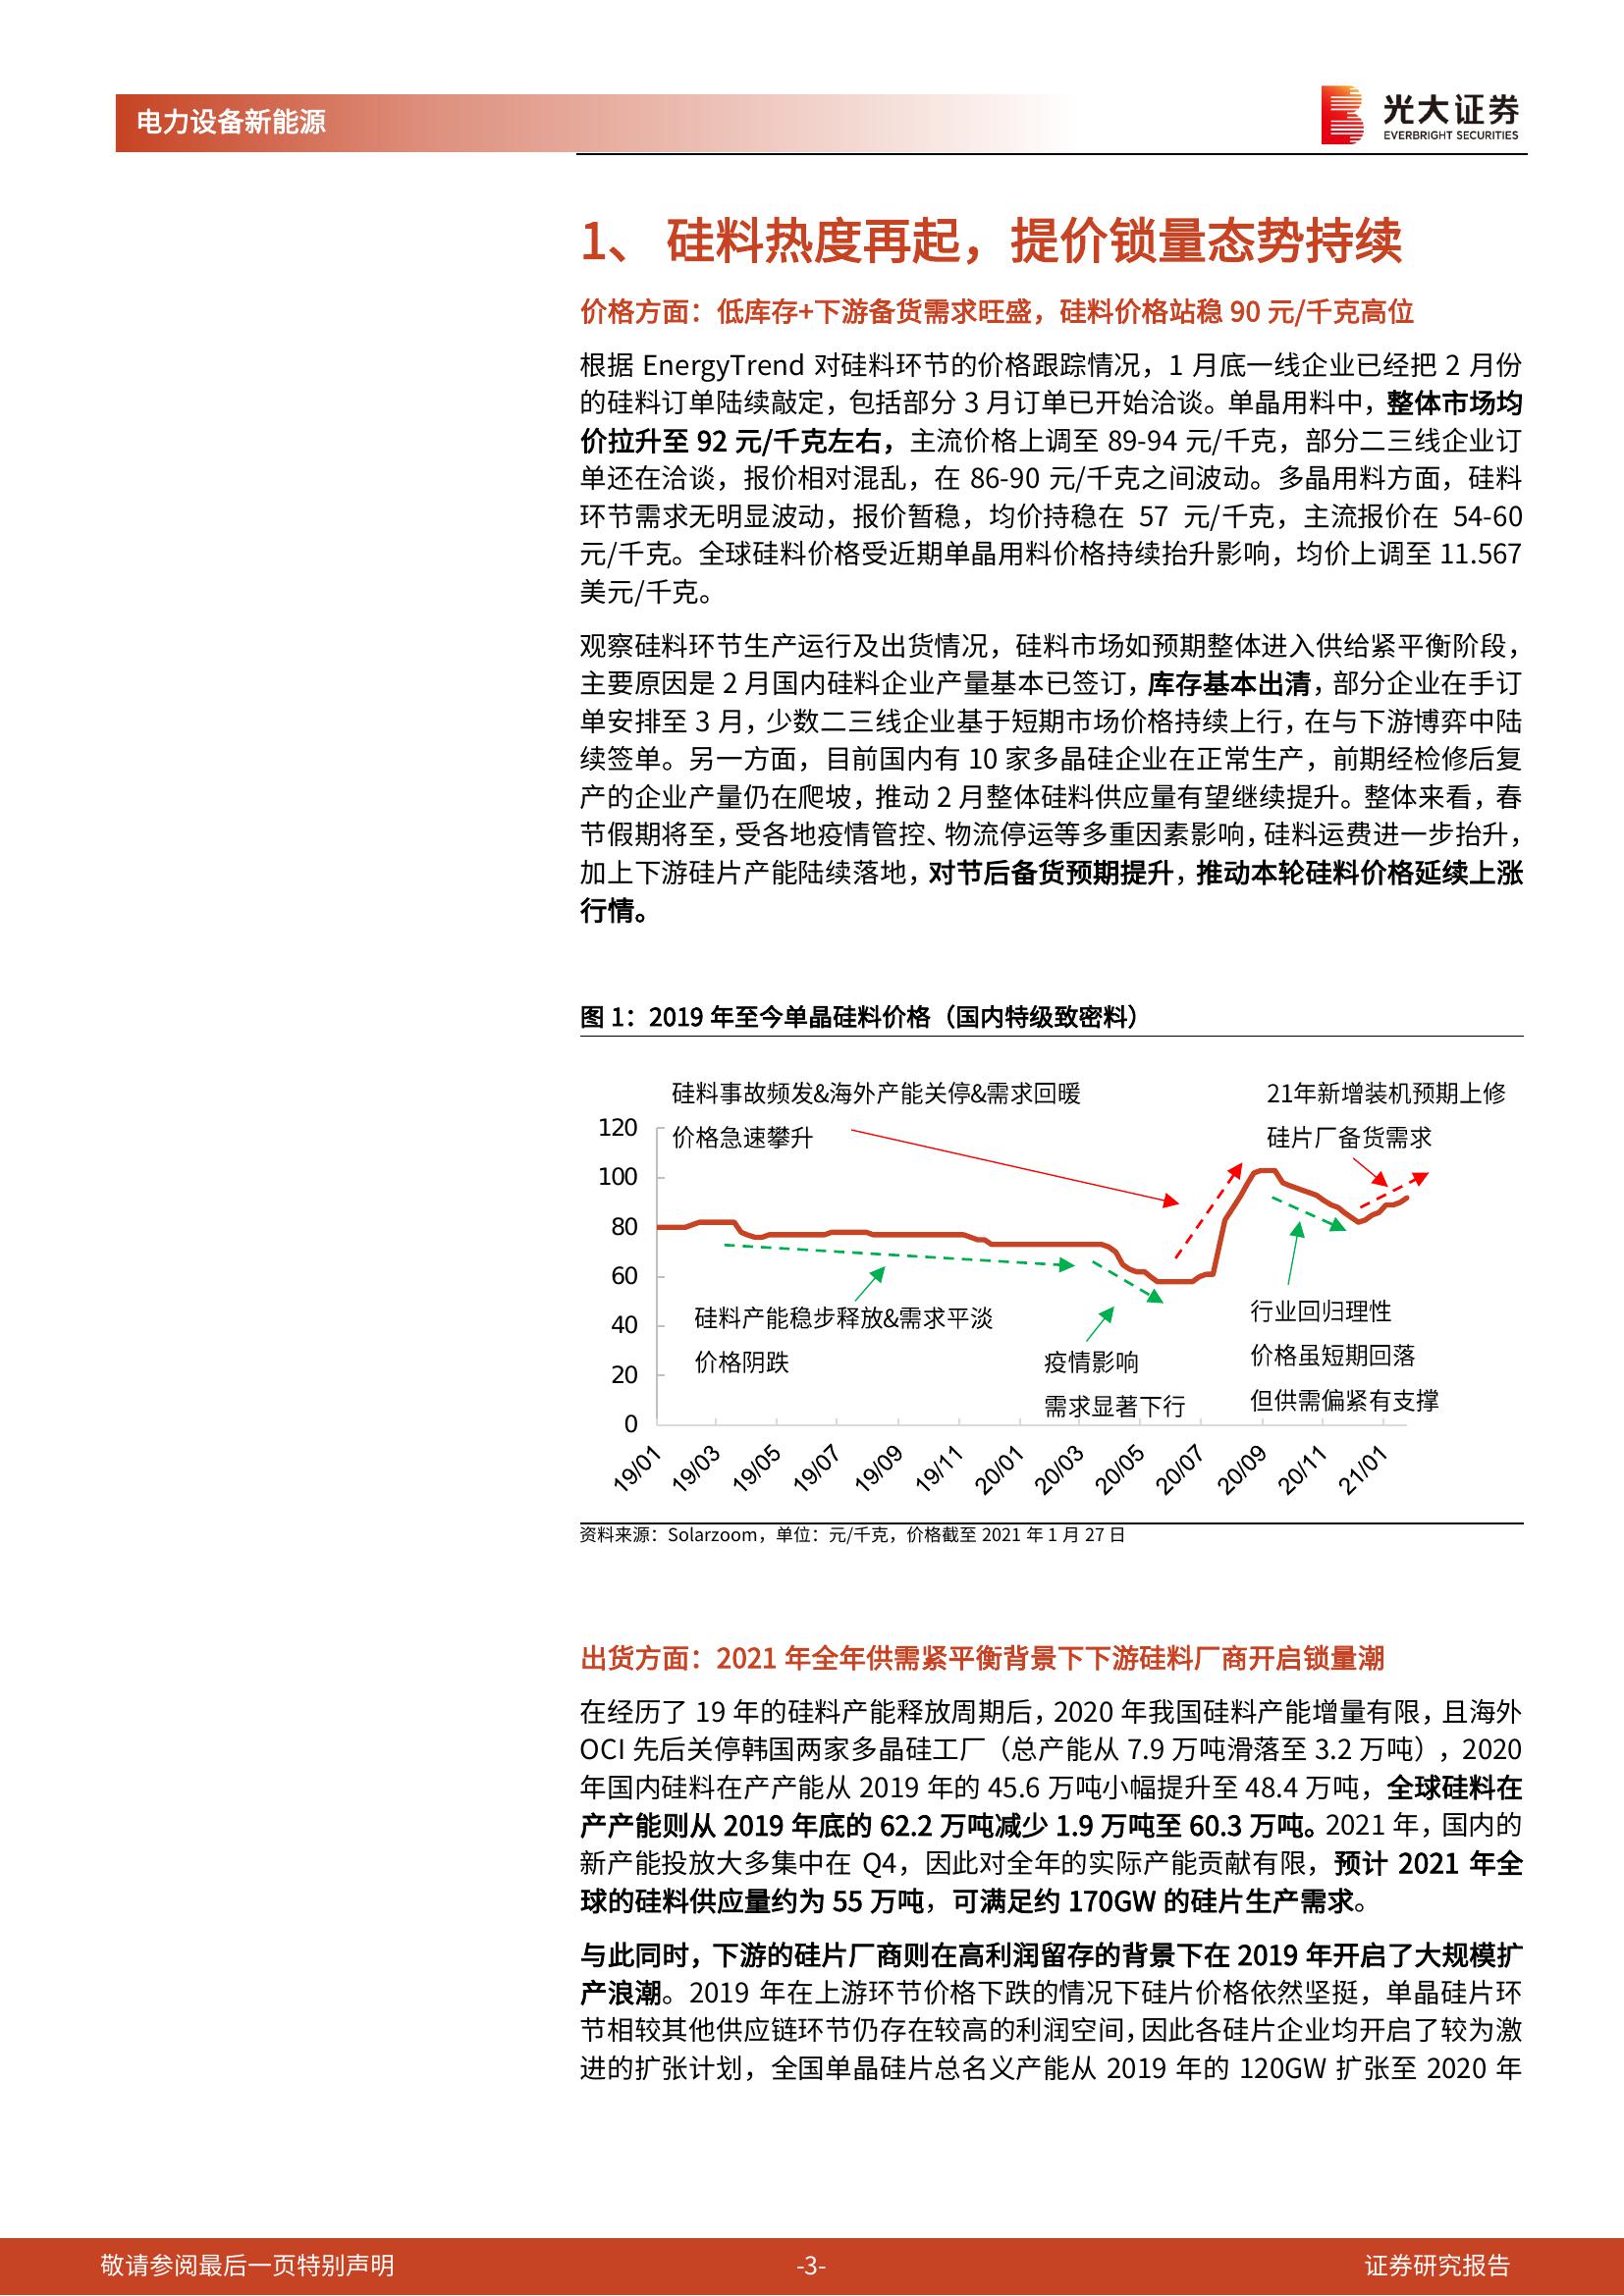 电力设备新能源
光大证券
EVERBRIGHT SECURITIES
1、 硅料热度再起，提价锁量态势持续
价格方面：低库存+下游备货需求旺盛，硅料价格站稳 90 元/千克高位
根据 EnergyTrend 对硅料环节的价格跟踪情况，1 月底一线企业已经把 2 月份
的硅料订单陆续敲定，包括部分 3 月订单已开始洽谈。单晶用料中，整体市场均
价拉升至 92 元/千克左右，主流价格上调至 89-94 元/千克，部分二三线企业订
单还在洽谈，报价相对混乱，在 86-90 元/千克之间波动。多晶用料方面，硅料
环节需求无明显波动，报价暂稳，均价持稳在 57 元/千克，主流报价在 54-60
元/千克。全球硅料价格受近期单晶用料价格持续抬升影响，均价上调至 11.567
美元/千克。
观察硅料环节生产运行及出货情况，硅料市场如预期整体进入供给紧平衡阶段，
主要原因是 2 月国内硅料企业产量基本已签订，库存基本出清，部分企业在手订
单安排至 3 月，少数二三线企业基于短期市场价格持续上行，在与下游博弈中陆
续签单。另一方面，目前国内有 10 家多晶硅企业在正常生产，前期经检修后复
产的企业产量仍在爬坡，推动 2 月整体硅料供应量有望继续提升。整体来看，春
节假期将至，受各地疫情管控、物流停运等多重因素影响，硅料运费进一步抬升，
加上下游硅片产能陆续落地，对节后备货预期提升，推动本轮硅料价格延续上涨
行情。
图 1：2019 年至今单晶硅料价格（国内特级致密料）
硅料事故频发&海外产能关停&需求回暖
价格急速攀升
21年新增装机预期上修
硅片厂备货需求
120
100
80
60
40
20
0
硅料产能稳步释放&需求平淡
价格阴跌
疫情影响
需求显著下行
行业回归理性
价格虽短期回落
但供需偏紧有支撑
19/01
19/03
19/05
19/07
19/09
19/11
20/01
20/03
20/05
20/07
20/09
20/11
21/01
资料来源：Solarzoom，单位：元/千克，价格截至 2021 年 1 月 27 日
出货方面：2021 年全年供需紧平衡背景下下游硅料厂商开启锁量潮
在经历了 19 年的硅料产能释放周期后，2020 年我国硅料产能增量有限，且海外
OCI 先后关停韩国两家多晶硅工厂（总产能从 7.9 万吨滑落至 3.2 万吨），2020
年国内硅料在产产能从 2019 年的 45.6 万吨小幅提升至 48.4 万吨，全球硅料在
产产能则从 2019 年底的 62.2 万吨减少 1.9 万吨至 60.3 万吨。2021 年，国内的
新产能投放大多集中在 Q4，因此对全年的实际产能贡献有限，预计 2021 年全
球的硅料供应量约为 55 万吨，可满足约 170GW 的硅片生产需求。
与此同时，下游的硅片厂商则在高利润留存的背景下在 2019 年开启了大规模扩
产浪潮。2019 年在上游环节价格下跌的情况下硅片价格依然坚挺，单晶硅片环
节相较其他供应链环节仍存在较高的利润空间，因此各硅片企业均开启了较为激
进的扩张计划，全国单晶硅片总名义产能从 2019 年的 120GW 扩张至 2020 年
敬请参阅最后一页特别声明
-3-
证券研究报告